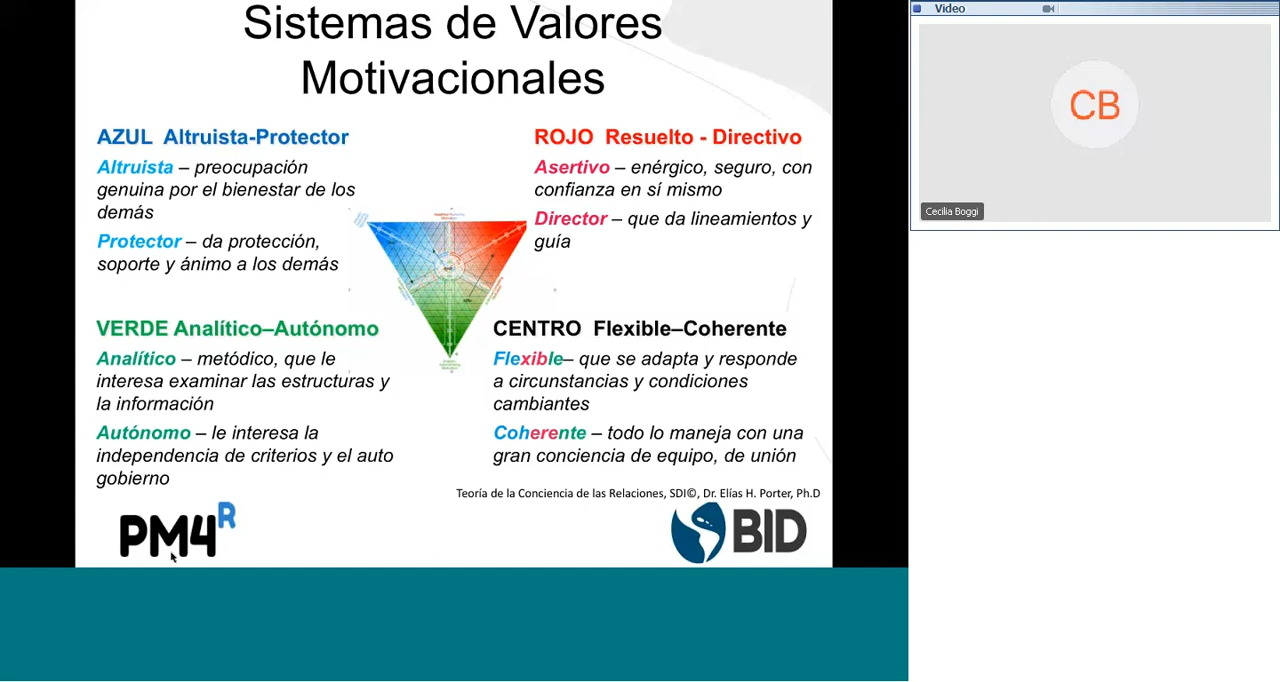 Sistemas de Valores
Motivacionales
AZUL Altruista-Protector
Altruista – preocupación
genuina por el bienestar de los
demás
Protector – da protección,
soporte y ánimo a los demás
ROJO Resuelto - Directivo
Asertivo – enérgico, seguro, con
confianza en sí mismo
Director – que da lineamientos y
guía
VERDE Analítico–Autónomo
Analítico – metódico, que le
interesa examinar las estructuras y
la información
Autónomo – le interesa la
independencia de criterios y el auto
gobierno
CENTRO Flexible–Coherente
Flexible– que se adapta y responde
a circunstancias y condiciones
cambiantes
Coherente – todo lo maneja con una
gran conciencia de equipo, de unión
Teoría de la Conciencia de las Relaciones, SDI©, Dr. Elías H. Porter, Ph.D
PM4R
BID
Video
CB
Cecilia Boggi